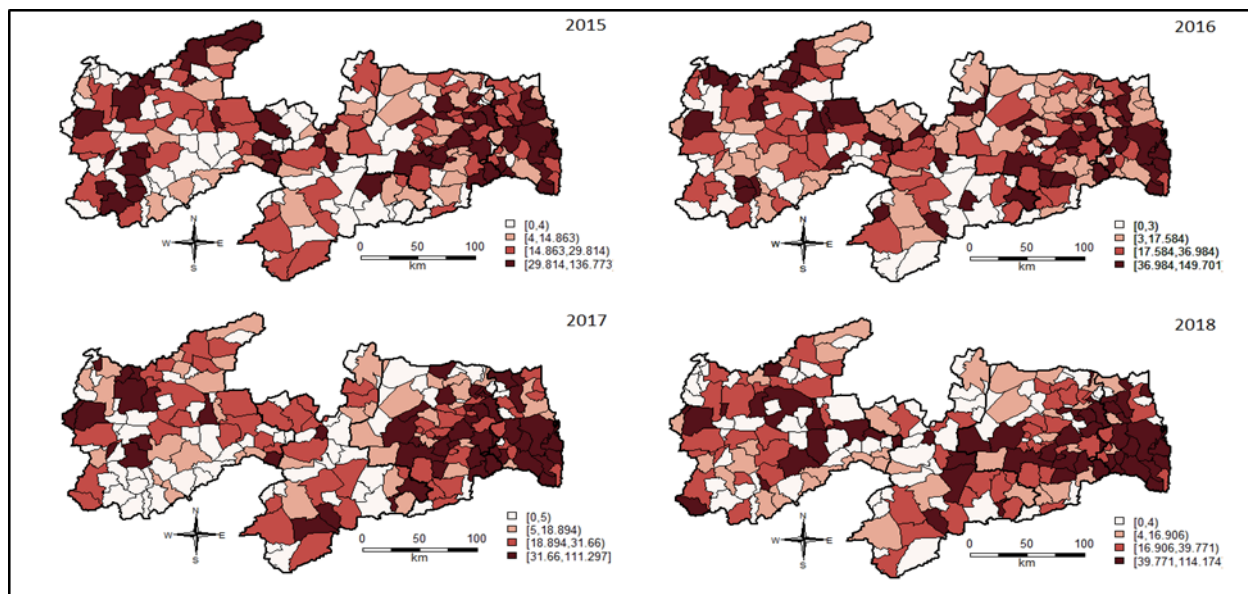 2015
N
W E
S
0 50 100
km
[0,4)
[4,14.863)
[14.863,29.814)
[29.814,136.773]
2016
N
W E
S
0 50 100
km
[0,3)
[3,17.584)
[17.584,36.984)
[36.984,149.701]
2017
N
W E
S
0 50 100
km
[0,5)
[5,18.894)
[18.894,31.66)
[31.66,111.297]
2018
N
W E
S
0 50 100
km
[0,4)
[4,16.906)
[16.906,39.771)
[39.771,114.174]